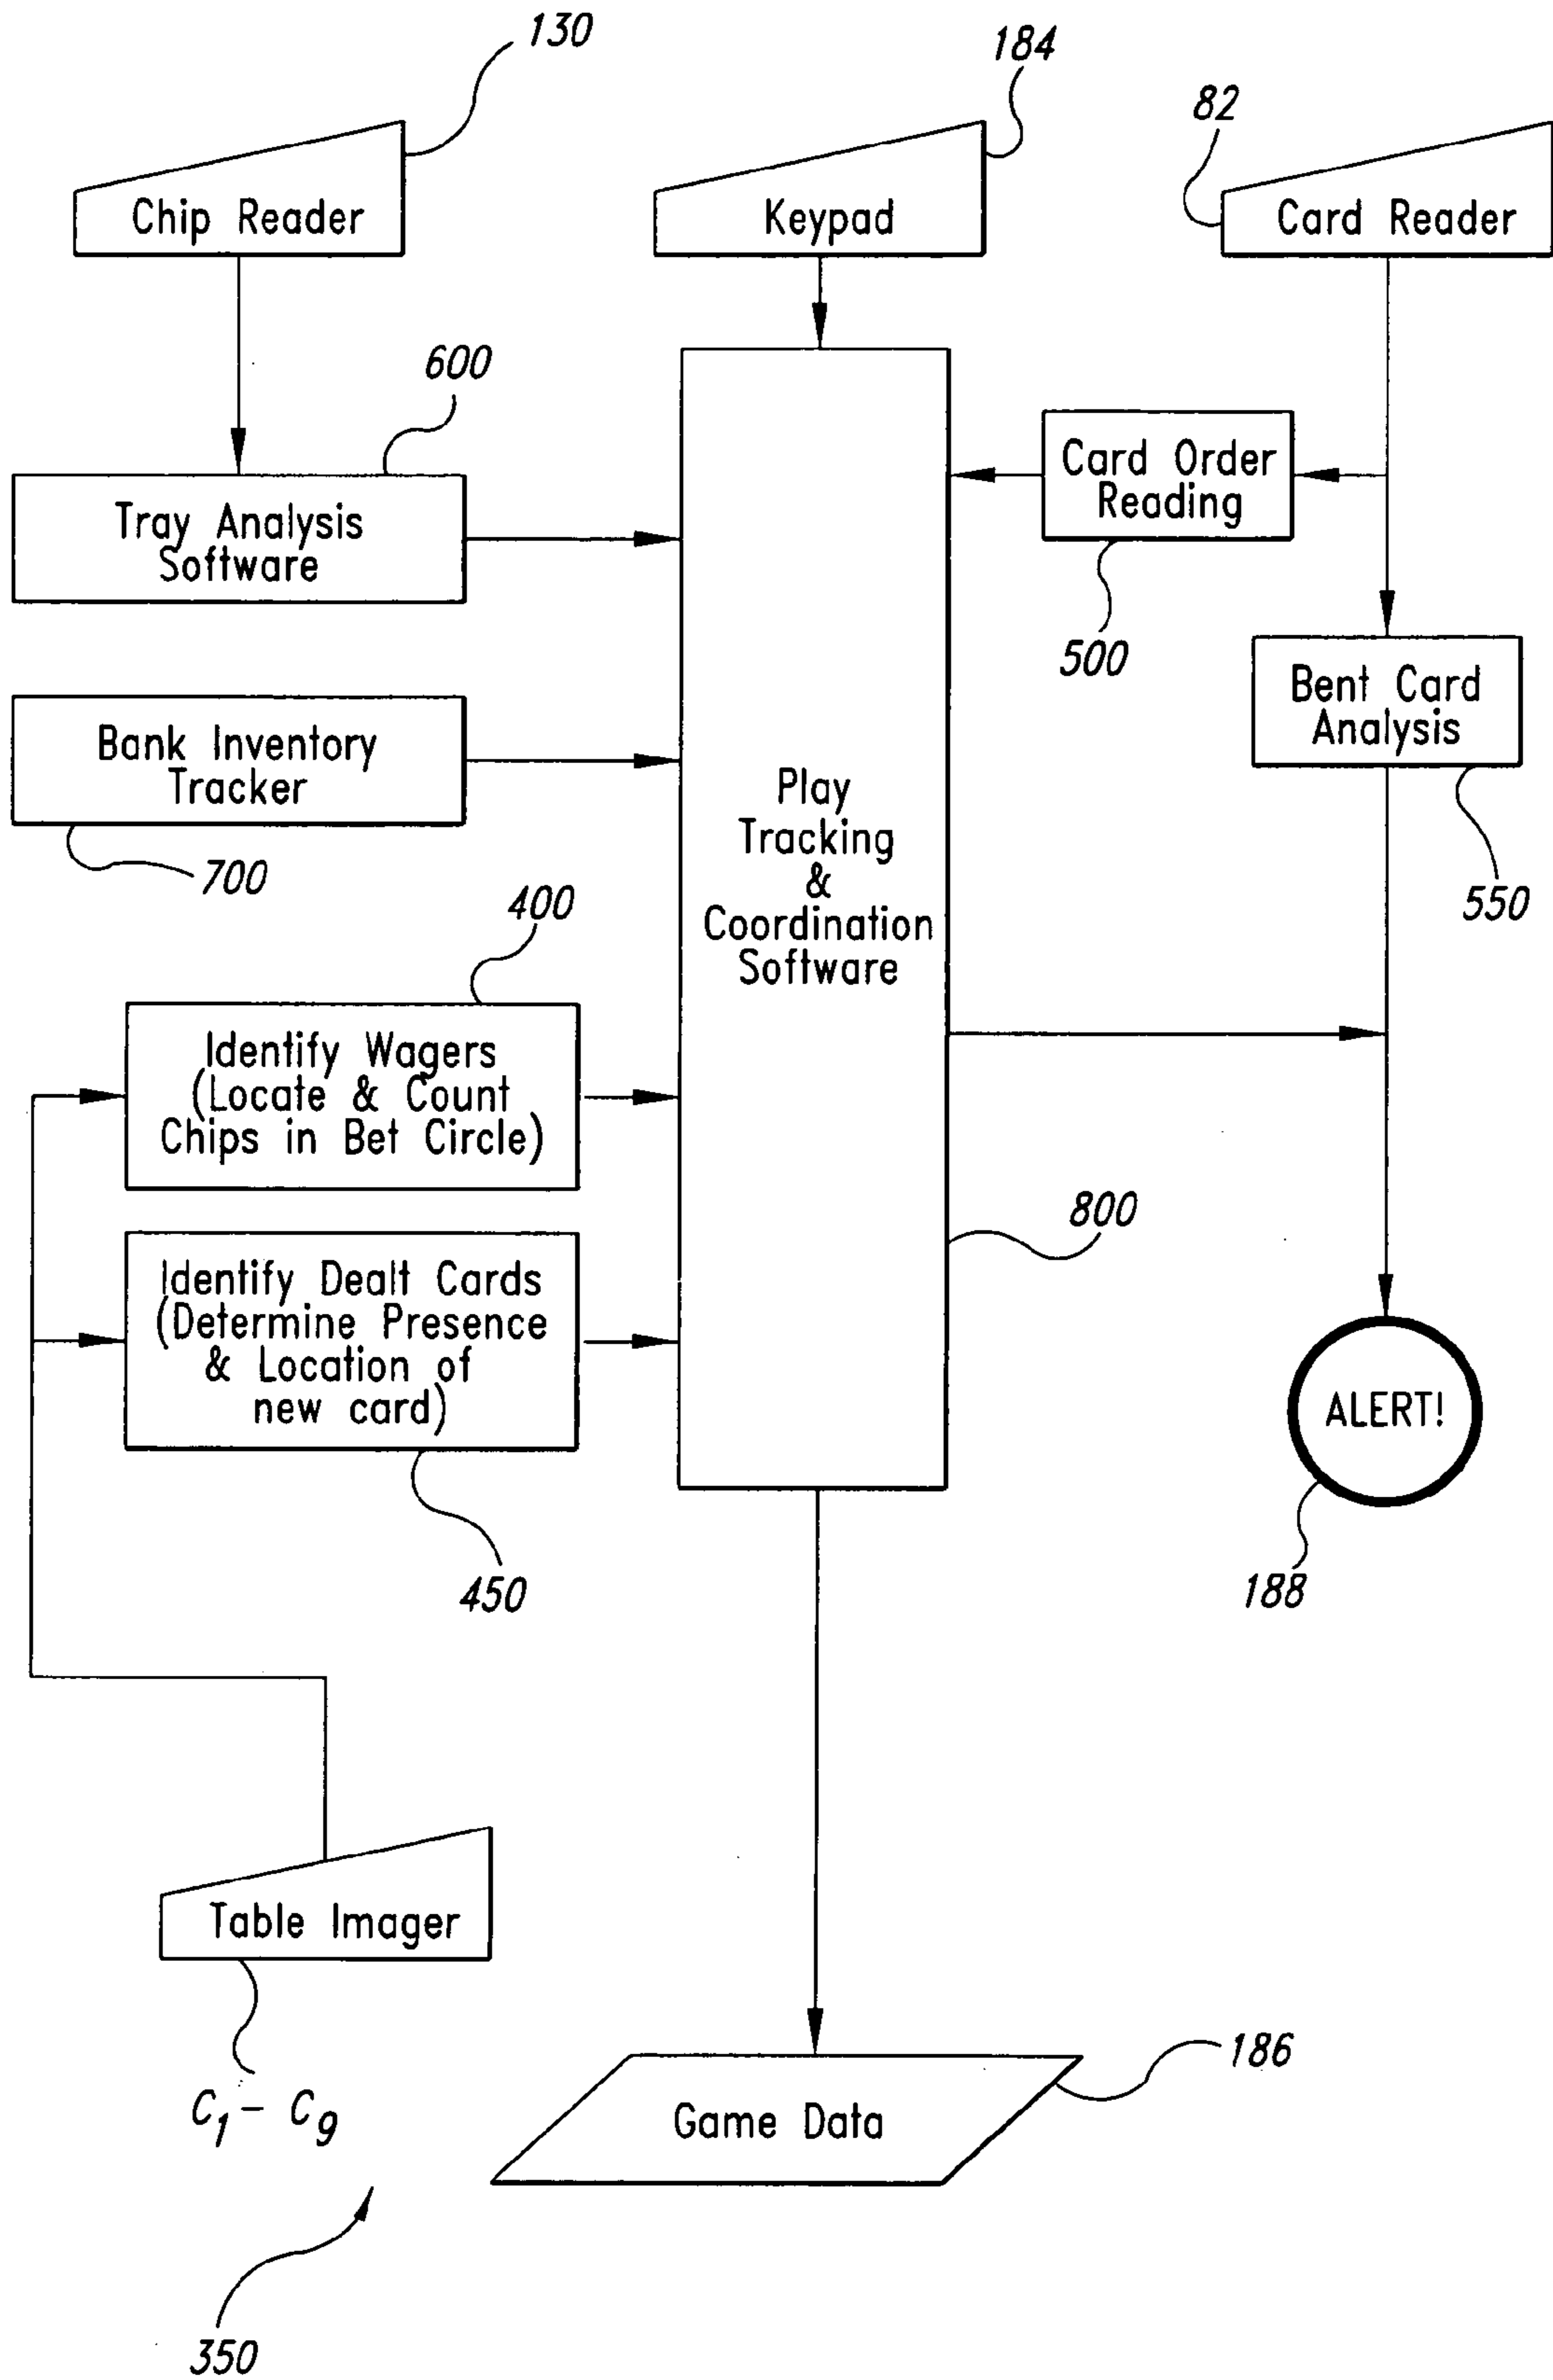 130
184
82
Chip Reader
Keypad
Card Reader
600
Tray Analysis
Software
Card Order
Reading
500
Bent Card
Analysis
550
Bank Inventory
Tracker
700
Play
Tracking
&
Coordination
Software
400
Identify Wagers
(Locate & Count
Chips in Bet Circle)
800
Identify Dealt Cards
(Determine Presence
& Location of
new card)
450
ALERT!
188
Table Imager
C₁ – C₉
186
Game Data
350